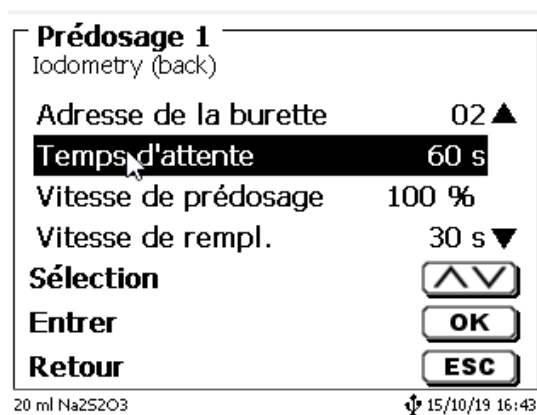 Prédosage 1
Iodometry (back)
Adresse de la burette 02
Temps d'attente 60 s
Vitesse de prédosage 100 %
Vitesse de rempl. 30 s
Sélection
Entrer OK
Retour ESC
20 ml Na2S2O3 15/10/19 16:43